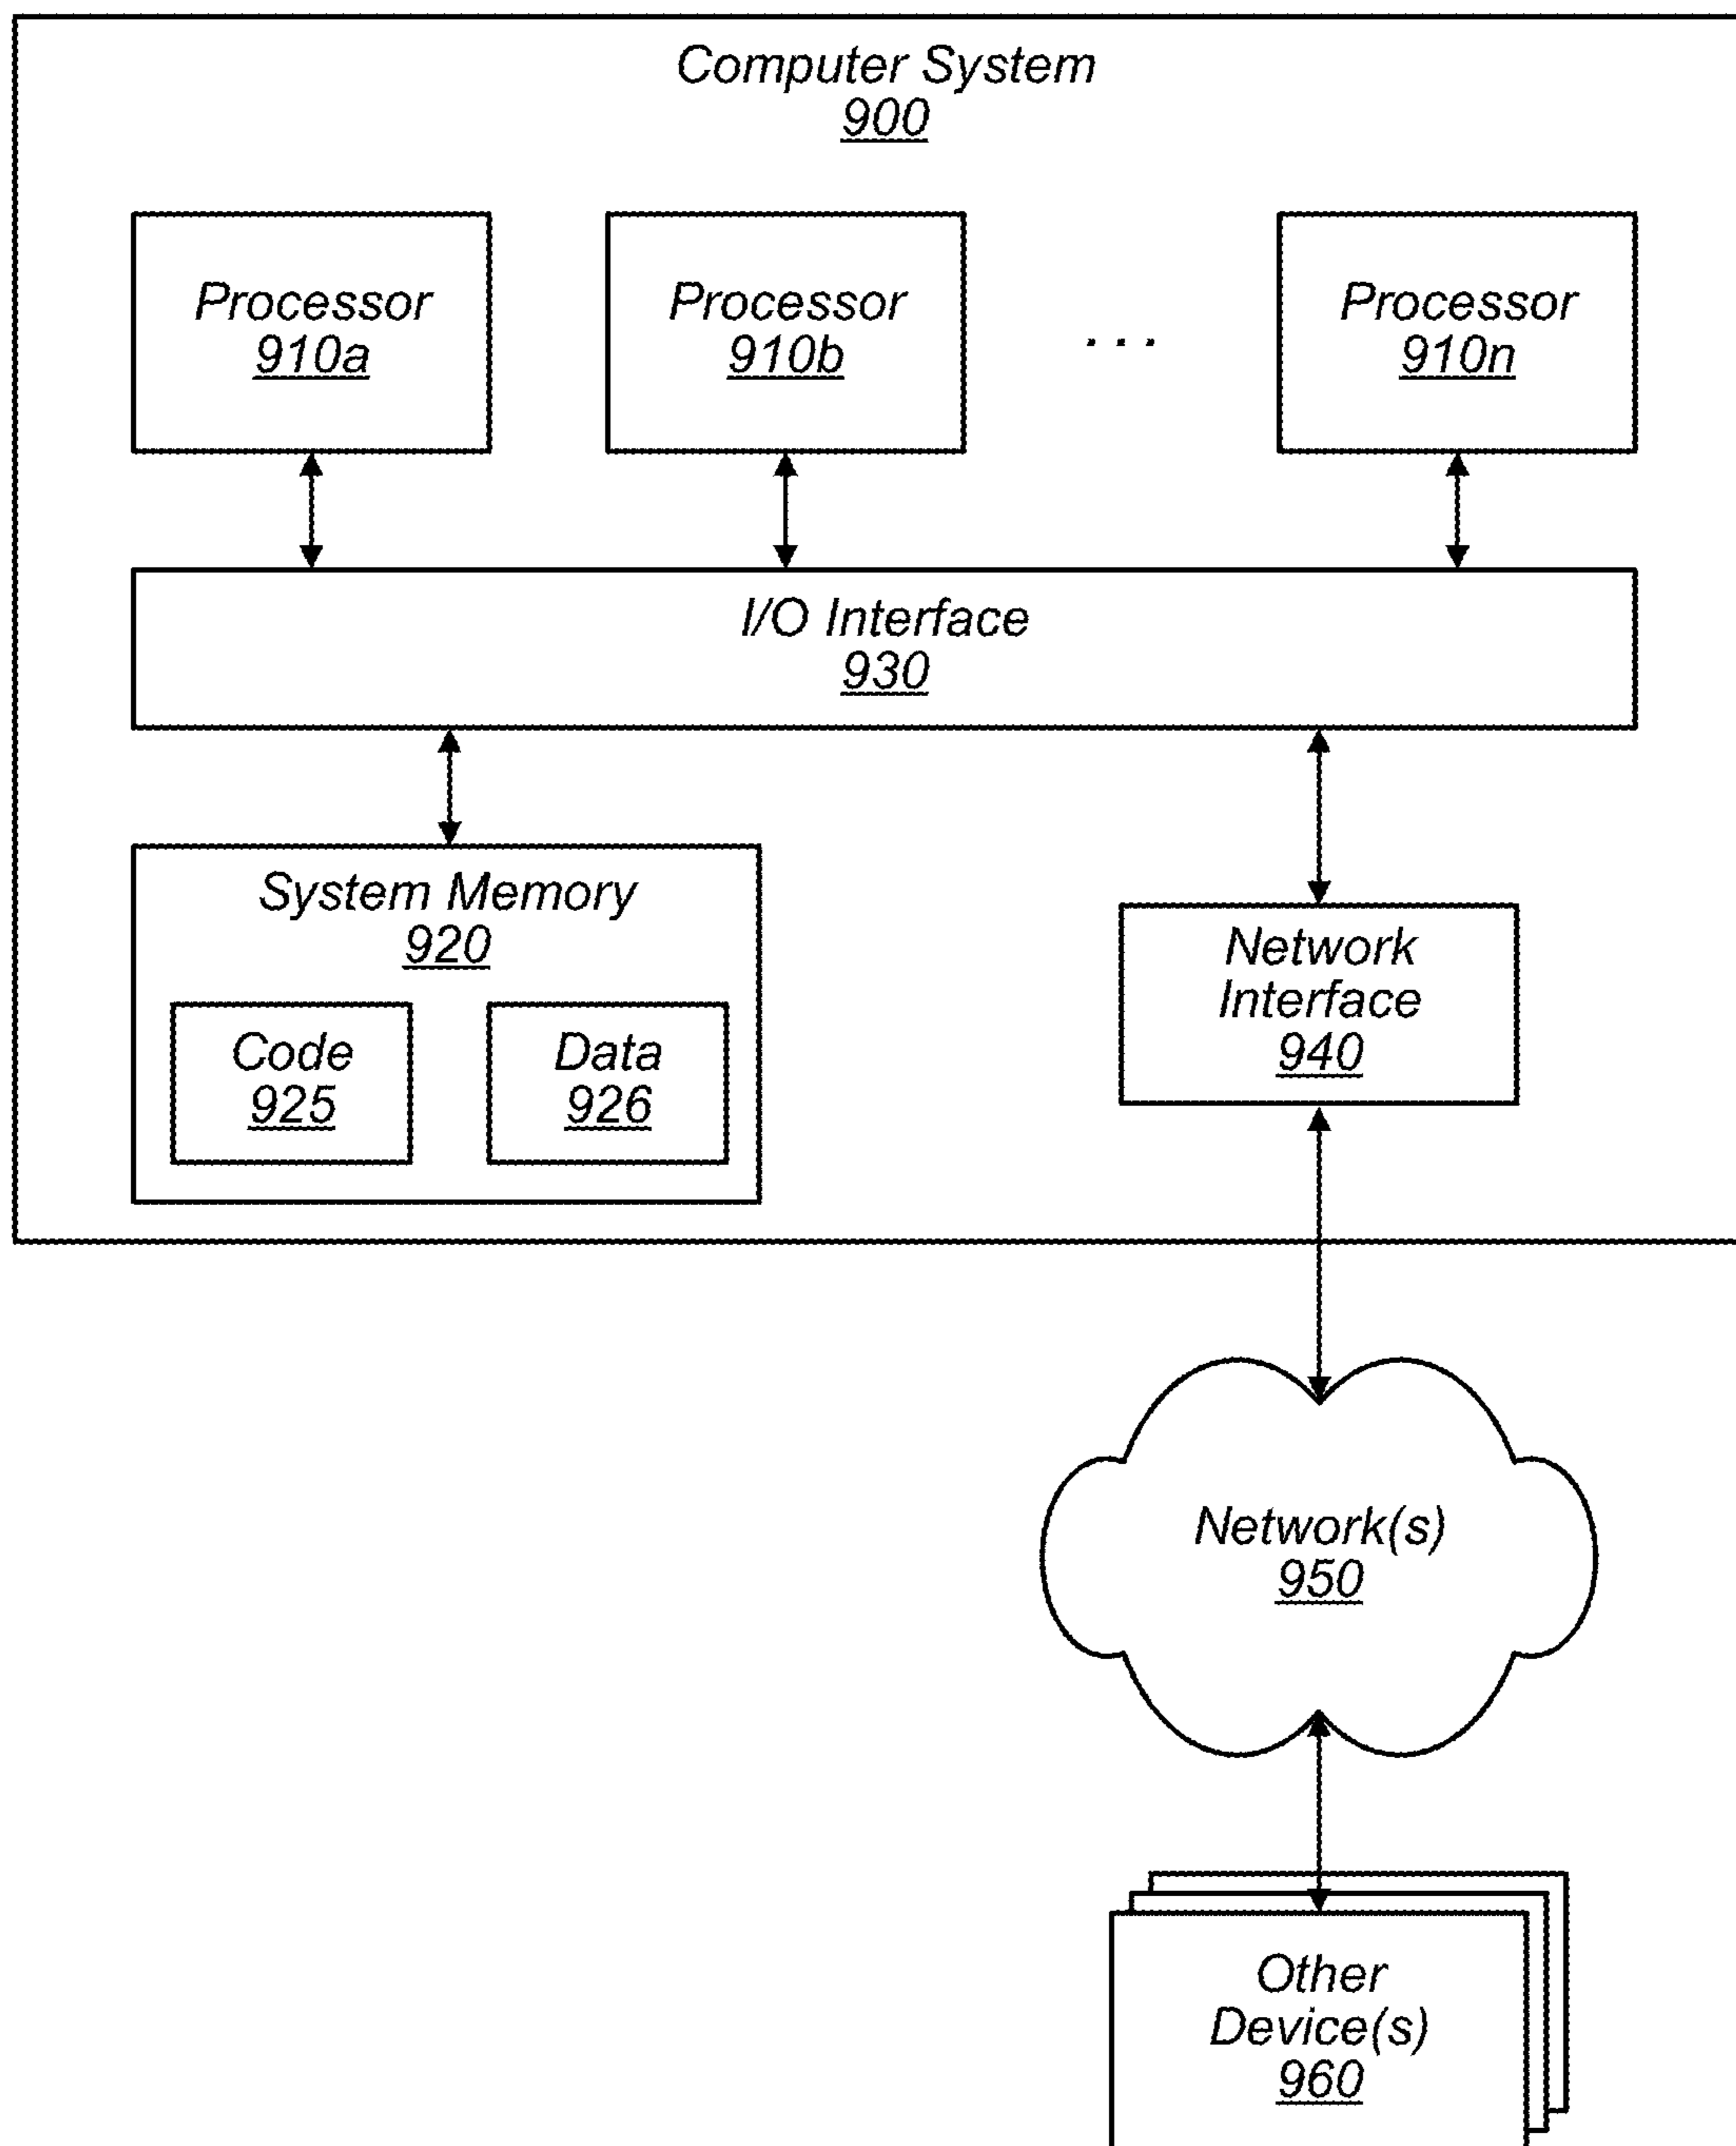 Computer System
900
Processor
910a
Processor
910b
. . .
Processor
910n
I/O Interface
930
System Memory
920
Code
925
Data
926
Network
Interface
940
Network(s)
950
Other
Device(s)
960